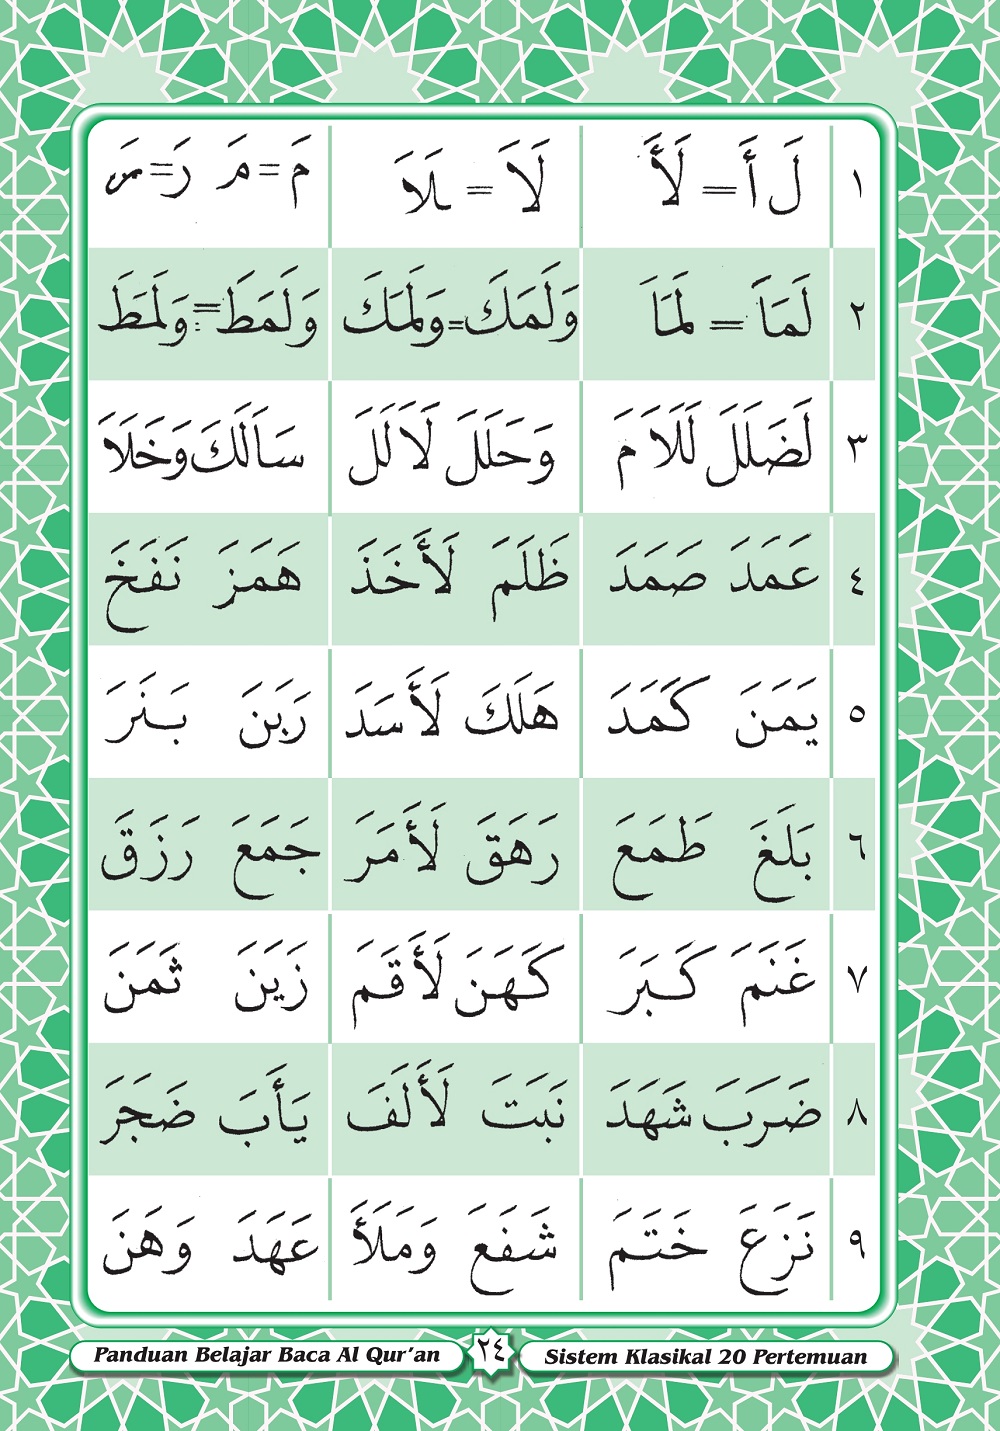 ١ لَ أَ = لَأَ لَا = لَا مَ = مَ رَ = رَ
٢ لَمَا = لَمَا وَلَمَكَ = وَلَمَكَ وَلَمَطَ = وَلَمَطَ
٣ لَضَلَلَ لَلَامَ وَحَلَلَ لَالَلَ سَالَكَ وَخَلَا
٤ عَمَدَ صَمَدَ ظَلَمَ لَأَخَذَ هَمَزَ نَفَخَ
٥ يَمَنَ كَمَدَ هَلَكَ لَأَسَدَ رَبَنَ بَنَرَ
٦ بَلَغَ طَمَعَ رَهَقَ لَأَمَرَ جَمَعَ رَزَقَ
٧ غَنَمَ كَبَرَ كَهَنَ لَأَقَمَ زَيَنَ ثَمَنَ
٨ ضَرَبَ شَهَدَ نَبَتَ لَأَلَفَ يَأَبَ ضَجَرَ
٩ نَزَعَ خَتَمَ شَفَعَ وَمَلَأَ عَهَدَ وَهَنَ
Panduan Belajar Baca Al Qur'an ٢٤ Sistem Klasikal 20 Pertemuan